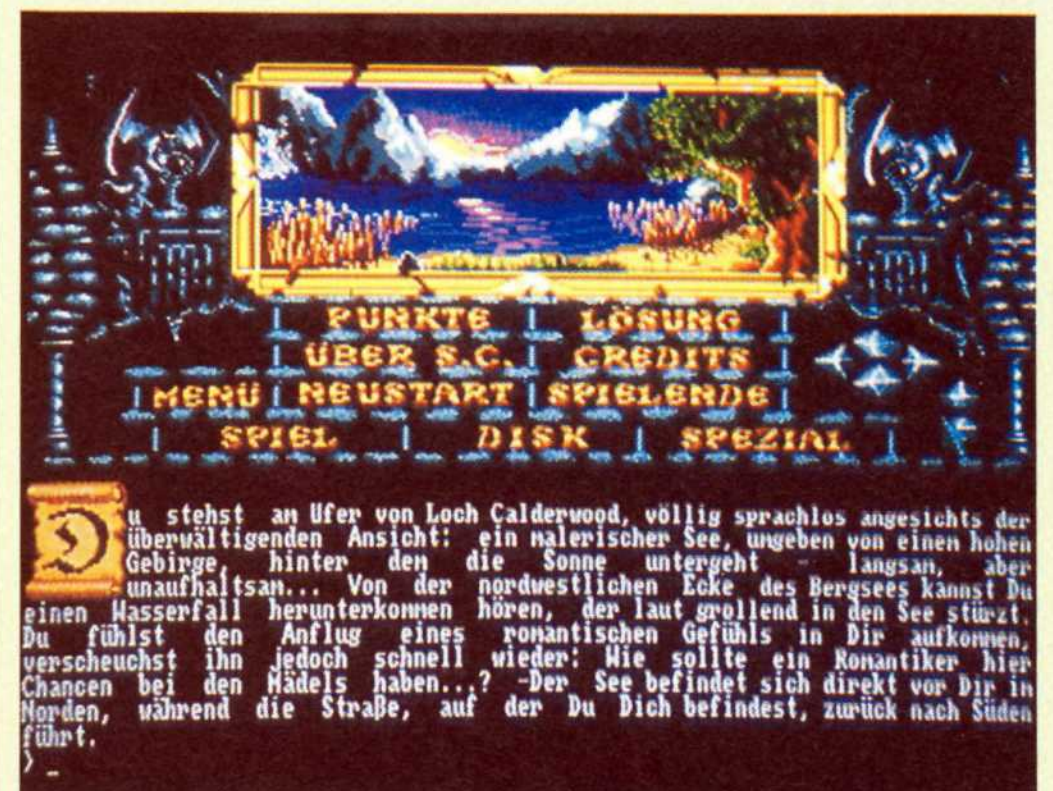 PUNKTE LÖSUNG
ÜBER S.C. CREDITS
MENÜ NEUSTART SPIELENDE
SPIEL DISK SPEZIAL
Du stehst am Ufer von Loch Calderwood, völlig sprachlos angesichts der
überwältigenden Ansicht: ein malerischer See, umgeben von einem hohen
Gebirge, hinter dem die Sonne untergeht - langsam, aber
unaufhaltsam... Von der nordwestlichen Ecke des Bergsees kannst Du
einen Wasserfall herunterkommen hören, der laut grollend in den See stürzt.
Du fühlst den Anflug eines romantischen Gefühls in Dir aufkommen,
verscheuchst ihn jedoch schnell wieder: Wie sollte ein Romantiker hier
Chancen bei den Mädels haben...? -Der See befindet sich direkt vor Dir im
Norden, während die Straße, auf der Du Dich befindest, zurück nach Süden
führt.
> _